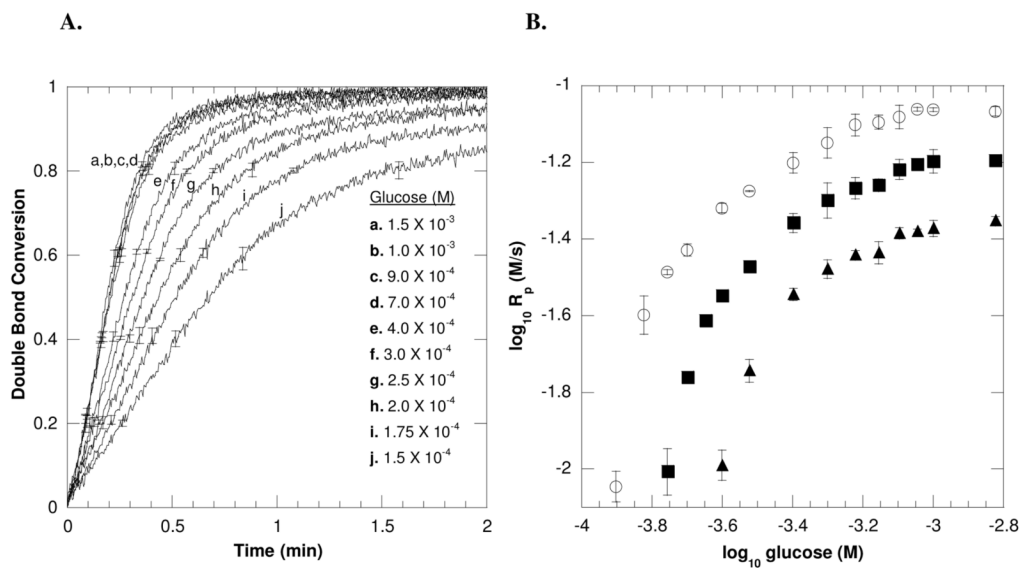 A.
B.
Double Bond Conversion
1
0.8
0.6
0.4
0.2
0
0
0.5
1
1.5
2
Time (min)
a,b,c,d
e
f
g
h
i
j
Glucose (M)
a. 1.5 X 10⁻³
b. 1.0 X 10⁻³
c. 9.0 X 10⁻⁴
d. 7.0 X 10⁻⁴
e. 4.0 X 10⁻⁴
f. 3.0 X 10⁻⁴
g. 2.5 X 10⁻⁴
h. 2.0 X 10⁻⁴
i. 1.75 X 10⁻⁴
j. 1.5 X 10⁻⁴
log₁₀ Rₚ (M/s)
-1
-1.2
-1.4
-1.6
-1.8
-2
-4
-3.8
-3.6
-3.4
-3.2
-3
-2.8
log₁₀ glucose (M)